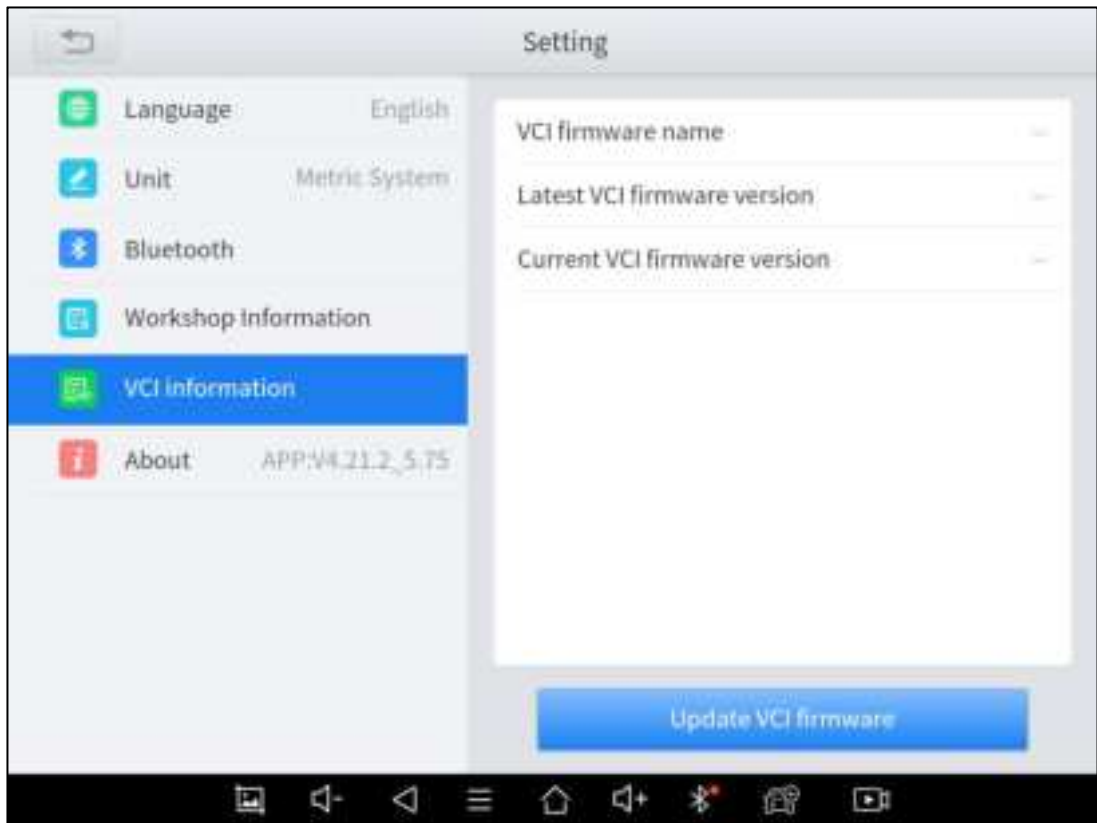 Setting
Language English
Unit Metric System
Bluetooth
Workshop Information
VCI information
About APP:V4.21.2_5.75
VCI firmware name --
Latest VCI firmware version --
Current VCI firmware version --
Update VCI firmware